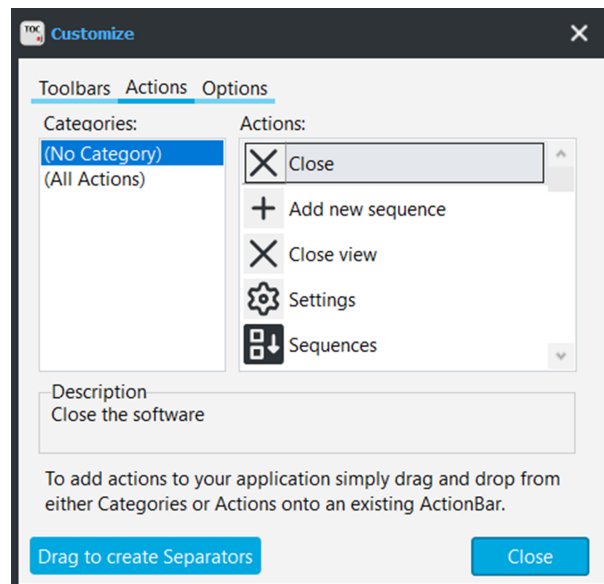 TOC
Customize
Toolbars Actions Options
Categories: Actions:
(No Category)
(All Actions)
Close
Add new sequence
Close view
Settings
Sequences
Description
Close the software
To add actions to your application simply drag and drop from
either Categories or Actions onto an existing ActionBar.
Drag to create Separators Close